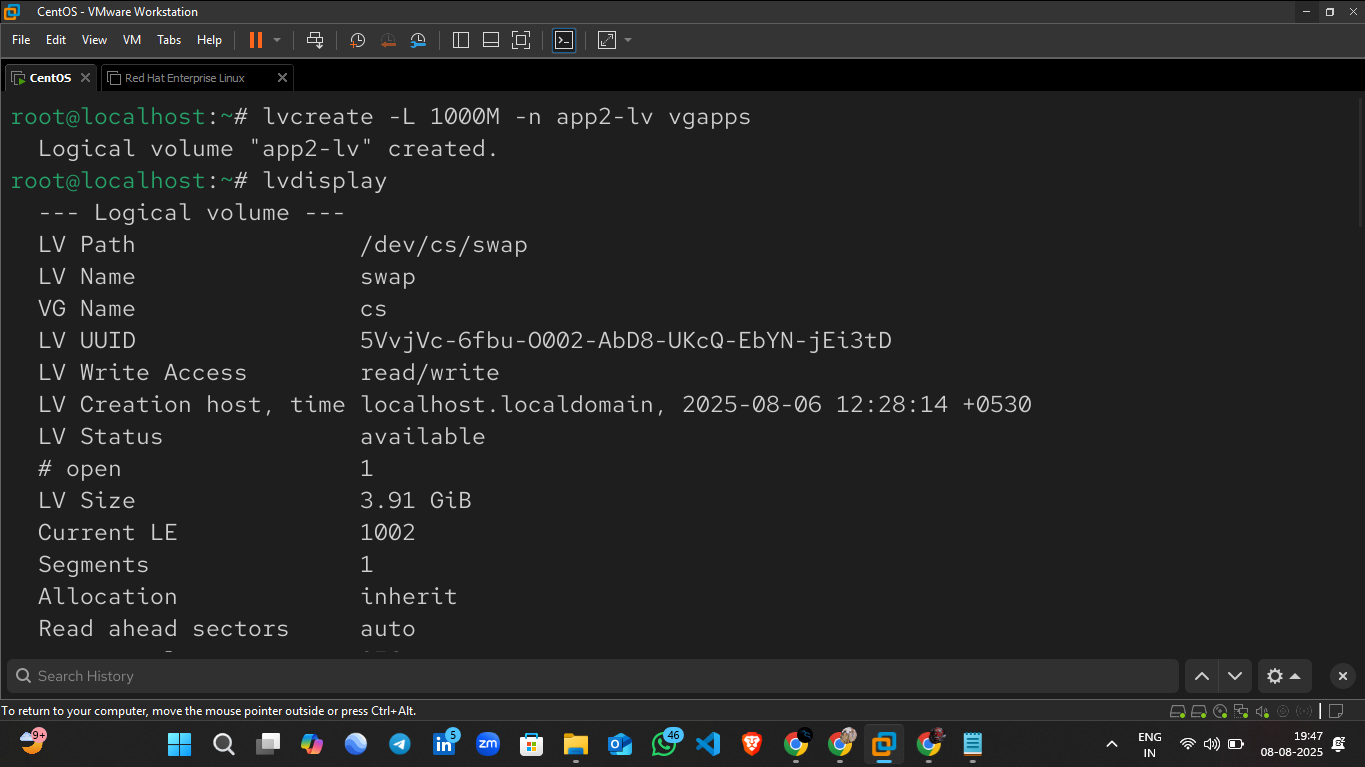 CentOS - VMware Workstation
File Edit View VM Tabs Help
CentOS Red Hat Enterprise Linux
root@localhost:~# lvcreate -L 1000M -n app2-lv vgapps
Logical volume "app2-lv" created.
root@localhost:~# lvdisplay
--- Logical volume ---
LV Path /dev/cs/swap
LV Name swap
VG Name cs
LV UUID 5VvjVc-6fbu-O002-AbD8-UKcQ-EbYN-jEi3tD
LV Write Access read/write
LV Creation host, time localhost.localdomain, 2025-08-06 12:28:14 +0530
LV Status available
# open 1
LV Size 3.91 GiB
Current LE 1002
Segments 1
Allocation inherit
Read ahead sectors auto
Search History
To return to your computer, move the mouse pointer outside or press Ctrl+Alt.
9+
5
zm
46
ENG
IN
19:47
08-08-2025